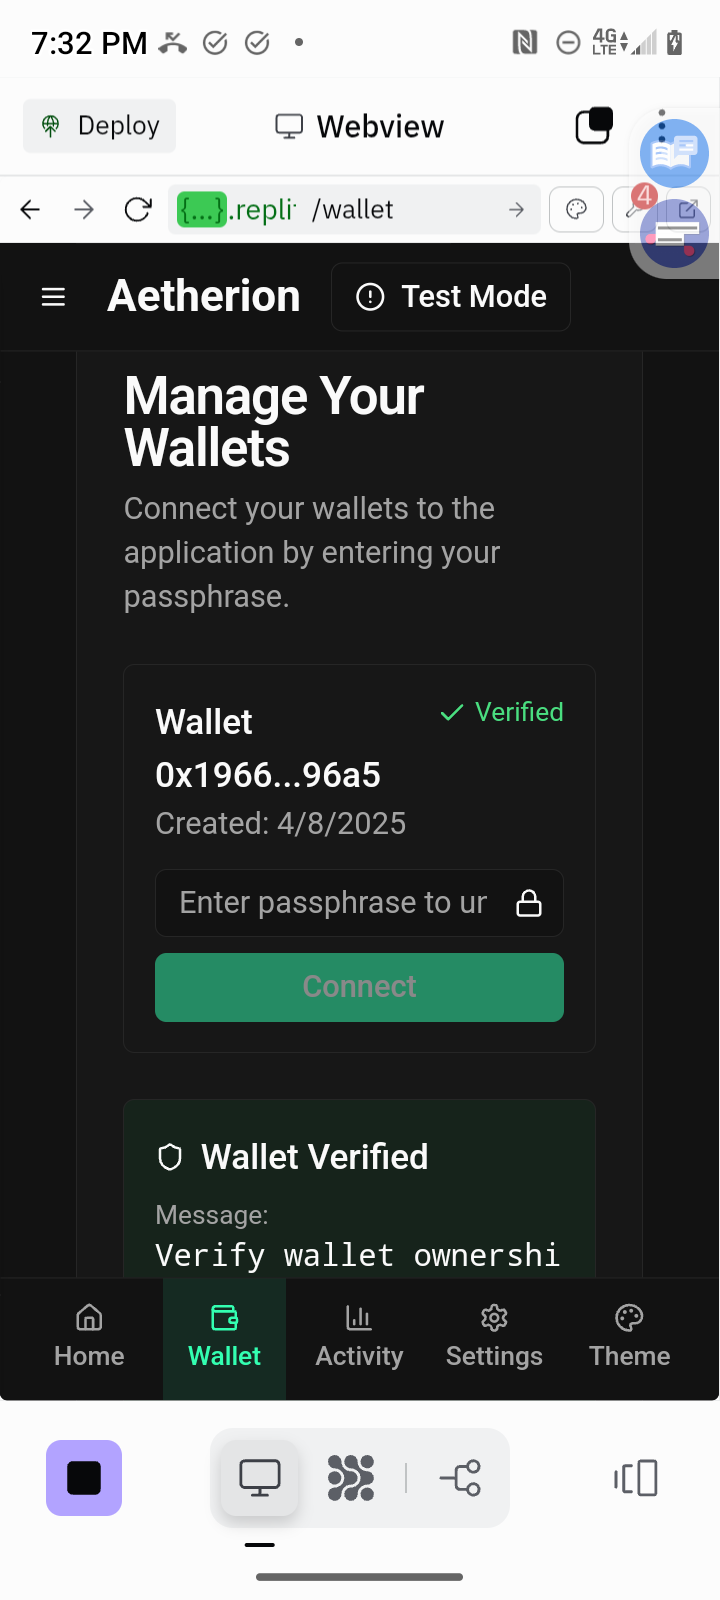 7:32 PM
4G
LTE
Deploy
Webview
{...}.replit /wallet
4
Aetherion
Test Mode
Manage Your
Wallets
Connect your wallets to the
application by entering your
passphrase.
Wallet
Verified
0x1966...96a5
Created: 4/8/2025
Enter passphrase to ur
Connect
Wallet Verified
Message:
Verify wallet ownershi
Home
Wallet
Activity
Settings
Theme